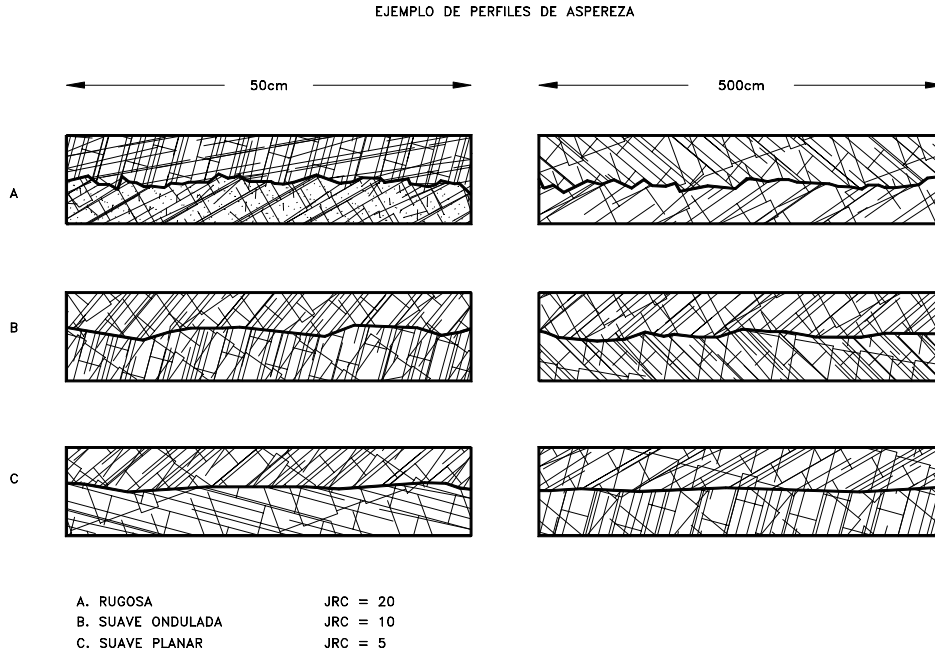 EJEMPLO DE PERFILES DE ASPEREZA
50cm 500cm
A
B
C
A. RUGOSA JRC = 20
B. SUAVE ONDULADA JRC = 10
C. SUAVE PLANAR JRC = 5